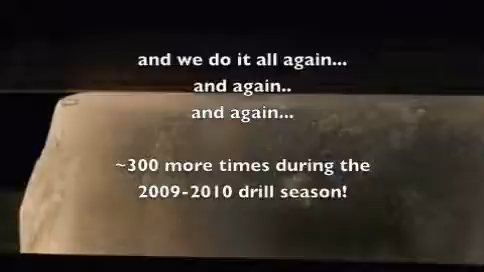 and we do it all again...
and again..
and again...
~300 more times during the
2009-2010 drill season!